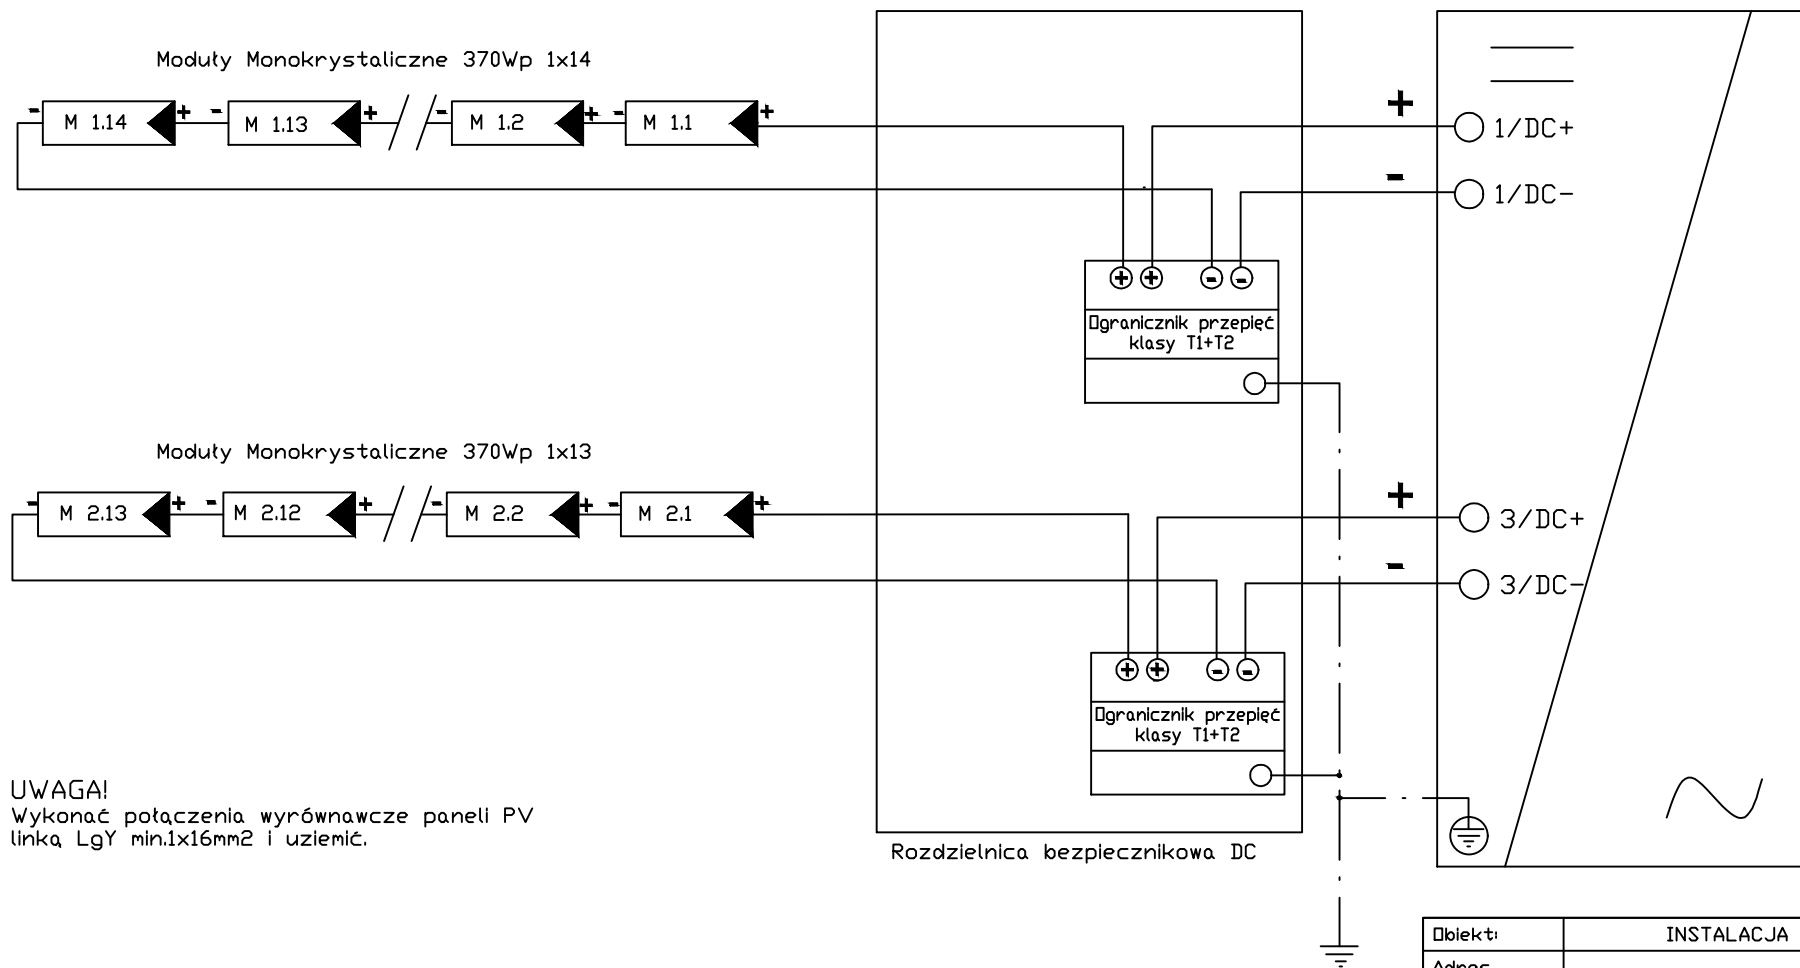 Moduły Monokrystaliczne 370Wp 1x14
- M 1.14 + - M 1.13 + - M 1.2 + - M 1.1 +
+ 1/DC+
- 1/DC-
+ + - -
Ogranicznik przepięć
klasy T1+T2
Moduły Monokrystaliczne 370Wp 1x13
- M 2.13 + - M 2.12 + - M 2.2 + - M 2.1 +
+ 3/DC+
- 3/DC-
+ + - -
Ogranicznik przepięć
klasy T1+T2
UWAGA!
Wykonać połączenia wyrównawcze paneli PV
linką LgY min.1x16mm2 i uziemić.
Rozdzielnica bezpiecznikowa DC
Obiekt: INSTALACJA